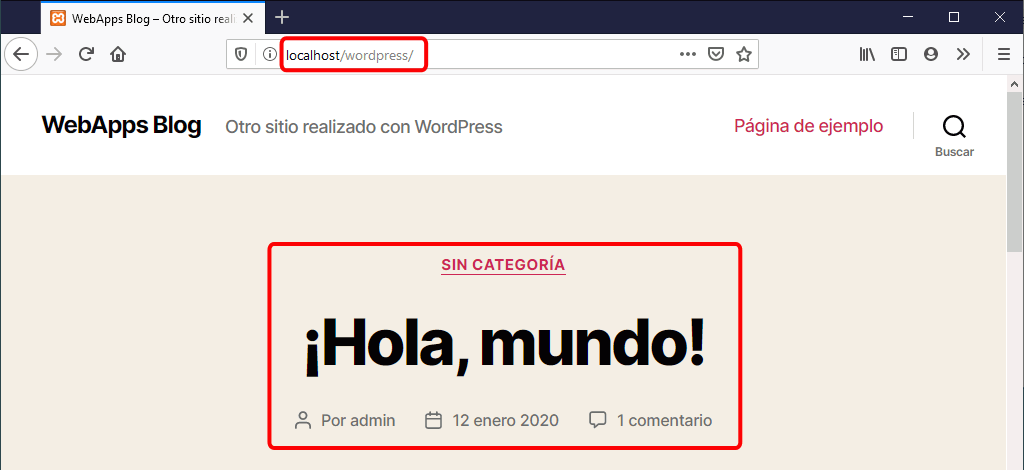 WebApps Blog – Otro sitio reali
localhost/wordpress/
WebApps Blog Otro sitio realizado con WordPress Página de ejemplo
Buscar
SIN CATEGORÍA
¡Hola, mundo!
Por admin 12 enero 2020 1 comentario